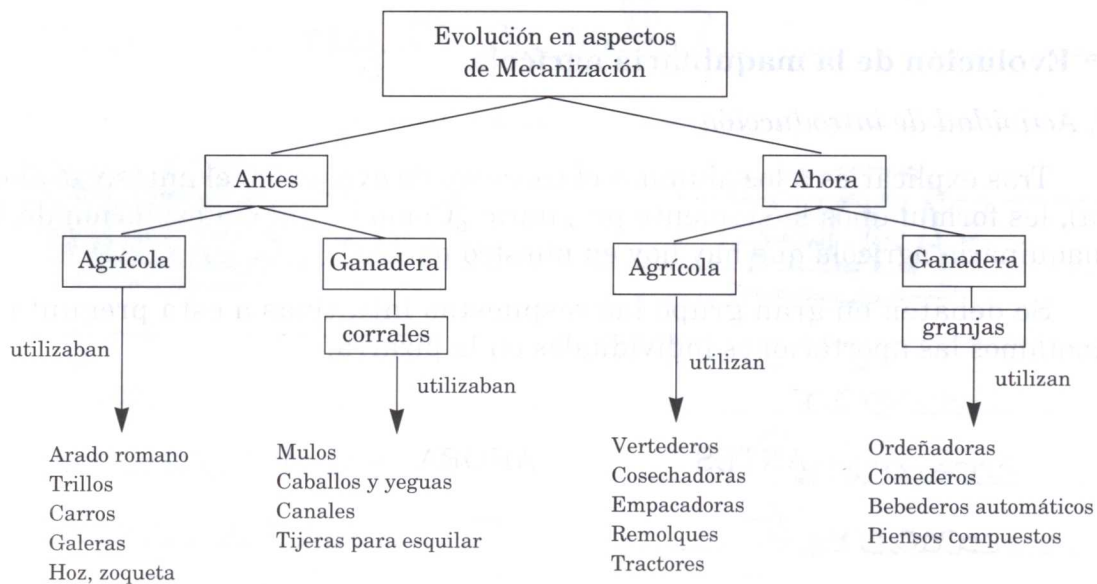 Evolución en aspectos
de Mecanización
Antes
Ahora
Agrícola
Ganadera
Agrícola
Ganadera
corrales
granjas
utilizaban
utilizaban
utilizan
utilizan
Arado romano
Trillos
Carros
Galeras
Hoz, zoqueta
Mulos
Caballos y yeguas
Canales
Tijeras para esquilar
Vertederos
Cosechadoras
Empacadoras
Remolques
Tractores
Ordeñadoras
Comederos
Bebederos automáticos
Piensos compuestos